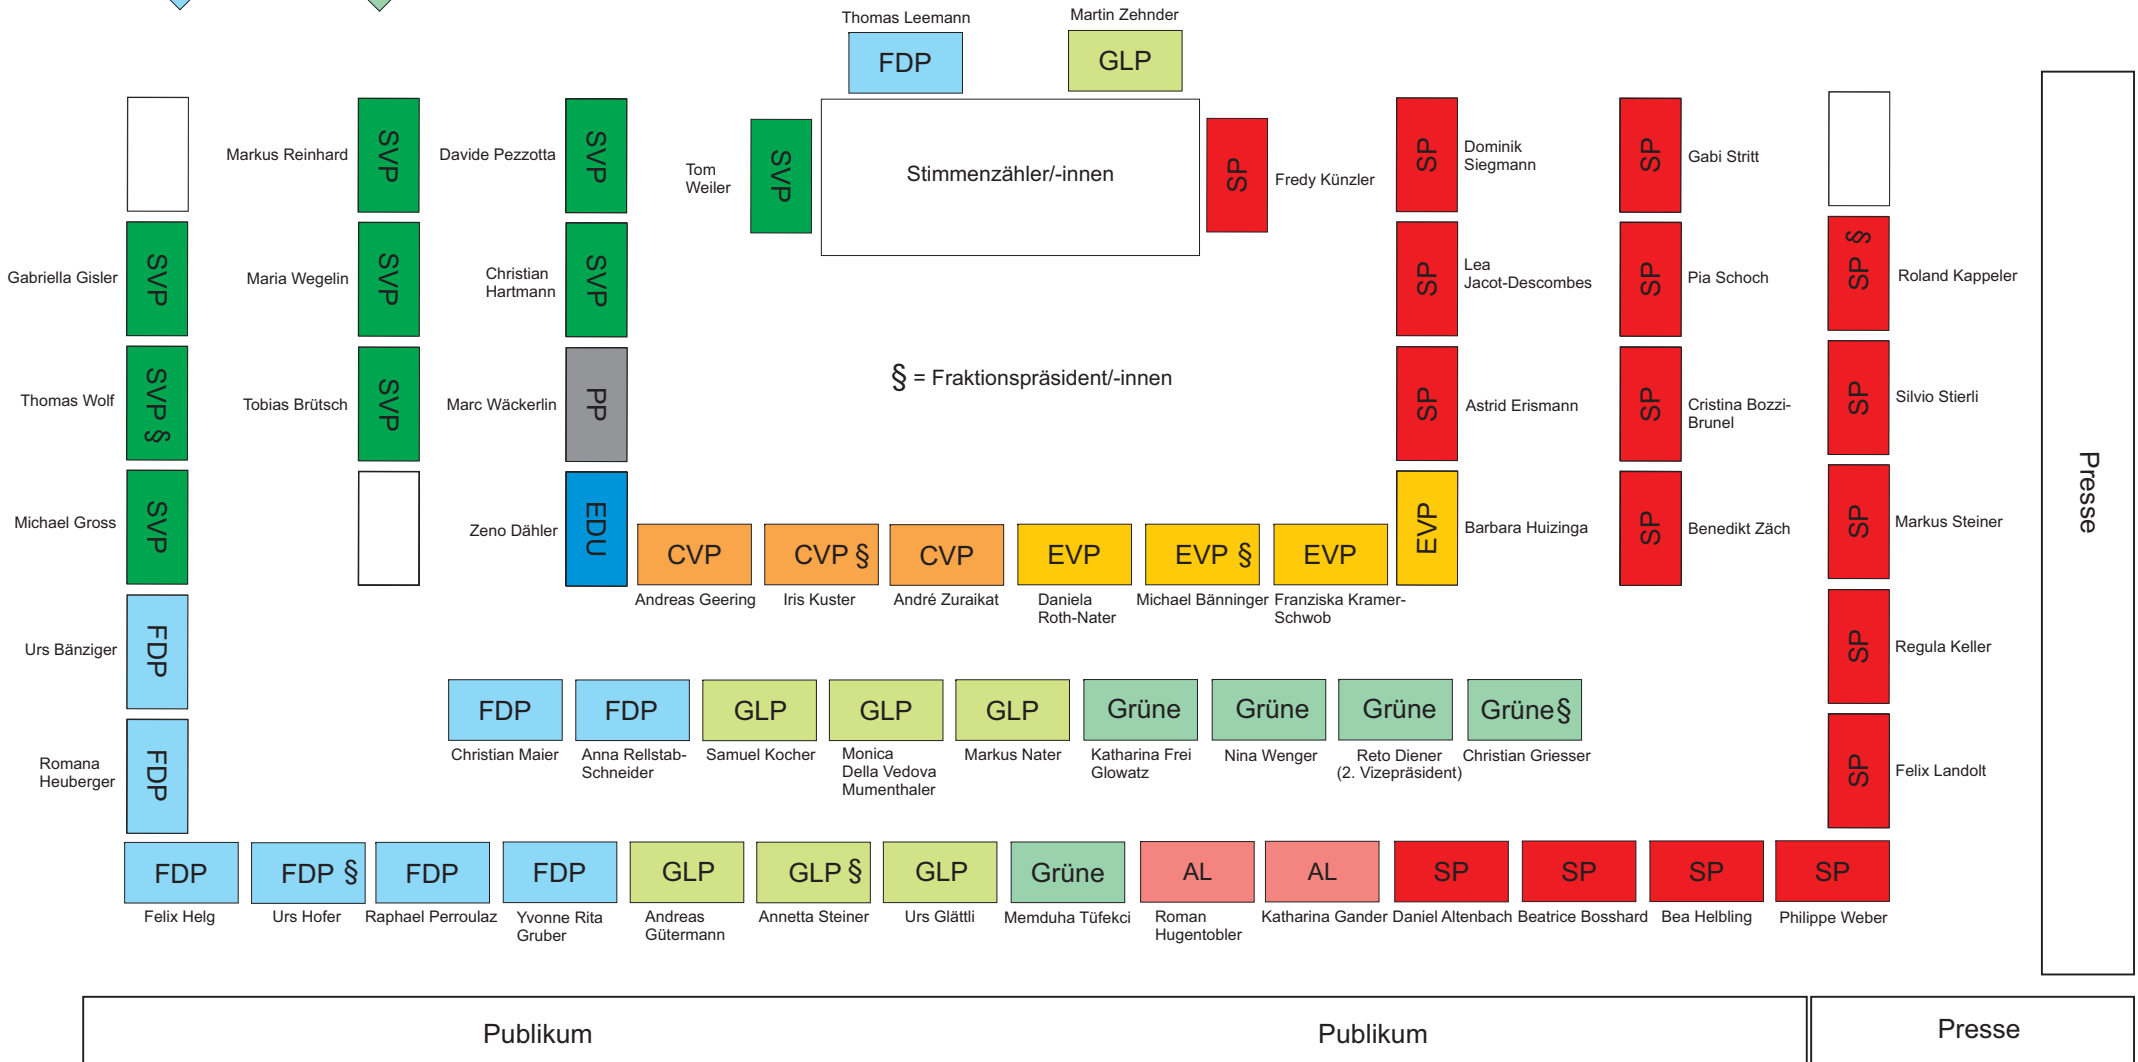 Thomas Leemann
Martin Zehnder
FDP
GLP
Markus Reinhard
SVP
Davide Pezzotta
SVP
Tom
Weiler
SVP
Stimmenzähler/-innen
SP
Fredy Künzler
SP
Dominik
Siegmann
SP
Gabi Stritt
Gabriella Gisler
SVP
Maria Wegelin
SVP
Christian
Hartmann
SVP
SP
Lea
Jacot-Descombes
SP
Pia Schoch
SP §
Roland Kappeler
§ = Fraktionspräsident/-innen
Thomas Wolf
SVP §
Tobias Brütsch
SVP
Marc Wäckerlin
PP
SP
Astrid Erismann
SP
Cristina Bozzi-
Brunel
SP
Silvio Stierli
Michael Gross
SVP
Zeno Dähler
EDU
EVP
Barbara Huizinga
SP
Benedikt Zäch
SP
Markus Steiner
Presse
CVP
CVP §
CVP
EVP
EVP §
EVP
Andreas Geering
Iris Kuster
André Zuraikat
Daniela
Roth-Nater
Michael Bänninger
Franziska Kramer-
Schwob
Urs Bänziger
FDP
SP
Regula Keller
FDP
FDP
GLP
GLP
GLP
Grüne
Grüne
Grüne
Grüne§
Christian Maier
Anna Rellstab-
Schneider
Samuel Kocher
Monica
Della Vedova
Mumenthaler
Markus Nater
Katharina Frei
Glowatz
Nina Wenger
Reto Diener
(2. Vizepräsident)
Christian Griesser
Romana
Heuberger
FDP
SP
Felix Landolt
FDP
FDP §
FDP
FDP
GLP
GLP §
GLP
Grüne
AL
AL
SP
SP
SP
SP
Felix Helg
Urs Hofer
Raphael Perroulaz
Yvonne Rita
Gruber
Andreas
Gütermann
Annetta Steiner
Urs Glättli
Memduha Tüfekci
Roman
Hugentobler
Katharina Gander
Daniel Altenbach
Beatrice Bosshard
Bea Helbling
Philippe Weber
Publikum
Publikum
Presse